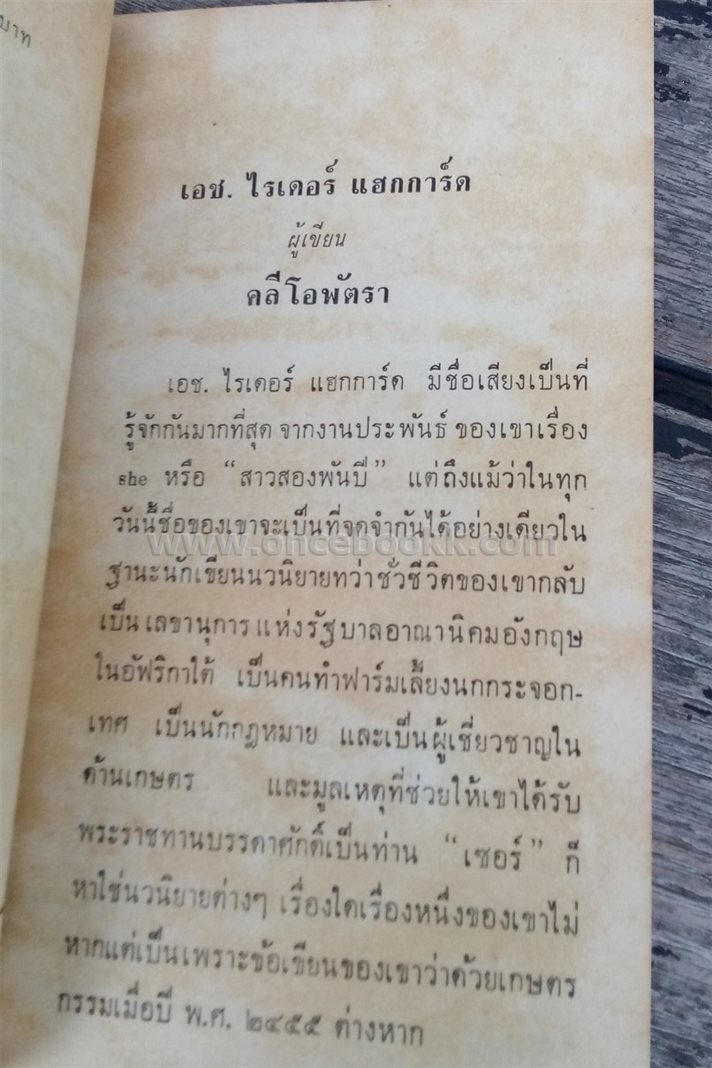 บาท
เอช. ไรเดอร์ แฮกการ์ด
ผู้เขียน
คลีโอพัตรา
เอช. ไรเดอร์ แฮกการ์ด มีชื่อเสียงเป็นที่
รู้จักกันมากที่สุด จากงานประพันธ์ ของเขาเรื่อง
she หรือ “สาวสองพันปี” แต่ถึงแม้ว่าในทุก
วันนี้ชื่อของเขาจะเป็นที่จดจำกันได้อย่างเดียวใน
www.oncebookk.com
ฐานะนักเขียนนวนิยายทว่าชั่วชีวิตของเขากลับ
เป็นเลขานุการแห่งรัฐบาลอาณานิคมอังกฤษ
ในอัฟริกาใต้ เป็นคนทำฟาร์มเลี้ยงนกกระจอก-
เทศ เป็นนักกฎหมาย และเป็นผู้เชี่ยวชาญใน
ด้านเกษตร และมูลเหตุที่ช่วยให้เขาได้รับ
พระราชทานบรรดาศักดิ์เป็นท่าน “เซอร์” ก็
หาใช่นวนิยายต่างๆ เรื่องใดเรื่องหนึ่งของเขาไม่
หากแต่เป็นเพราะข้อเขียนของเขาว่าด้วยเกษตร
กรรมเมื่อปี พ.ศ. ๒๔๕๕ ต่างหาก